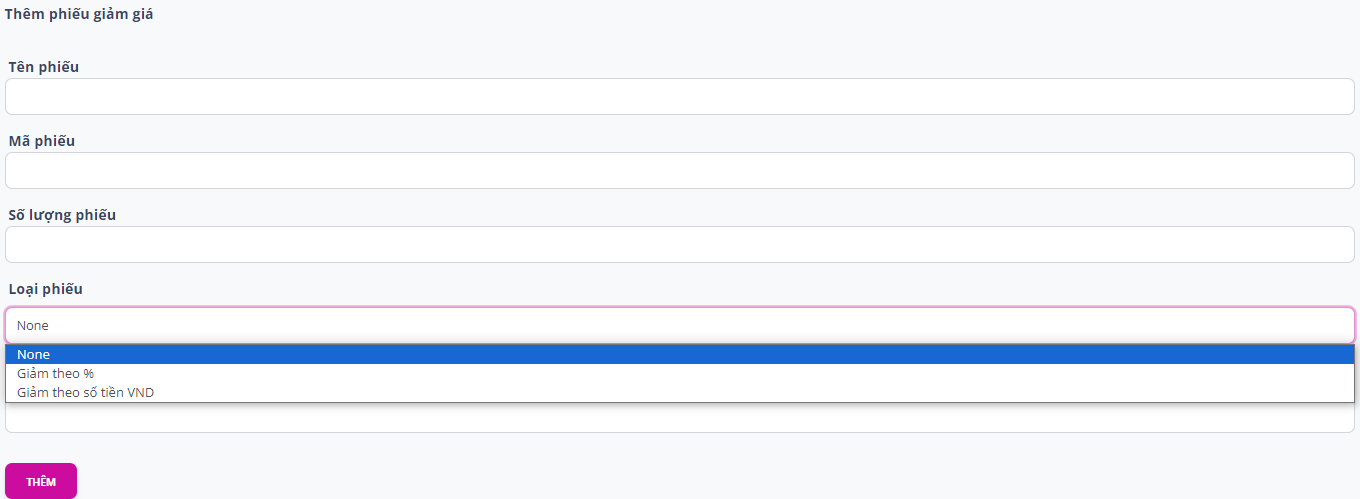 Thêm phiếu giảm giá
Tên phiếu
Mã phiếu
Số lượng phiếu
Loại phiếu
None
None
Giảm theo %
Giảm theo số tiền VND
THÊM